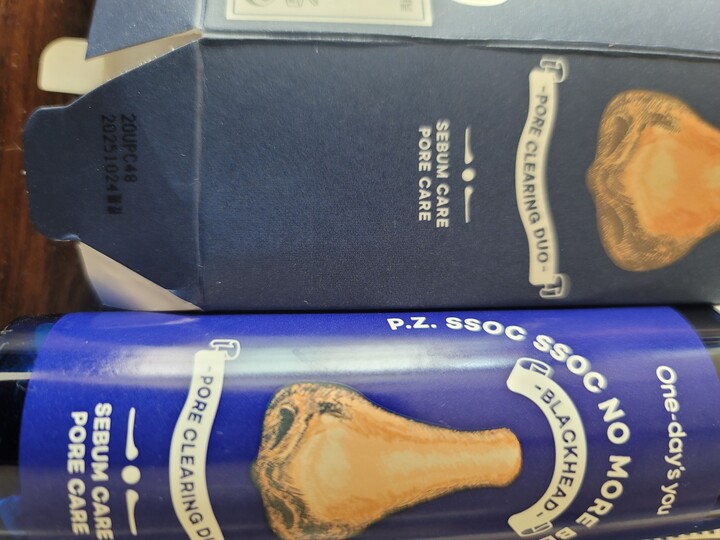 -PORE CLEARING DUO-
SEBUM CARE
PORE CARE
20UPC48
20251024
One-day's you
P.Z. SSOC SSOC NO MORE
-BLACKHEAD-
-PORE CLEARING
SEBUM CARE
PORE CARE